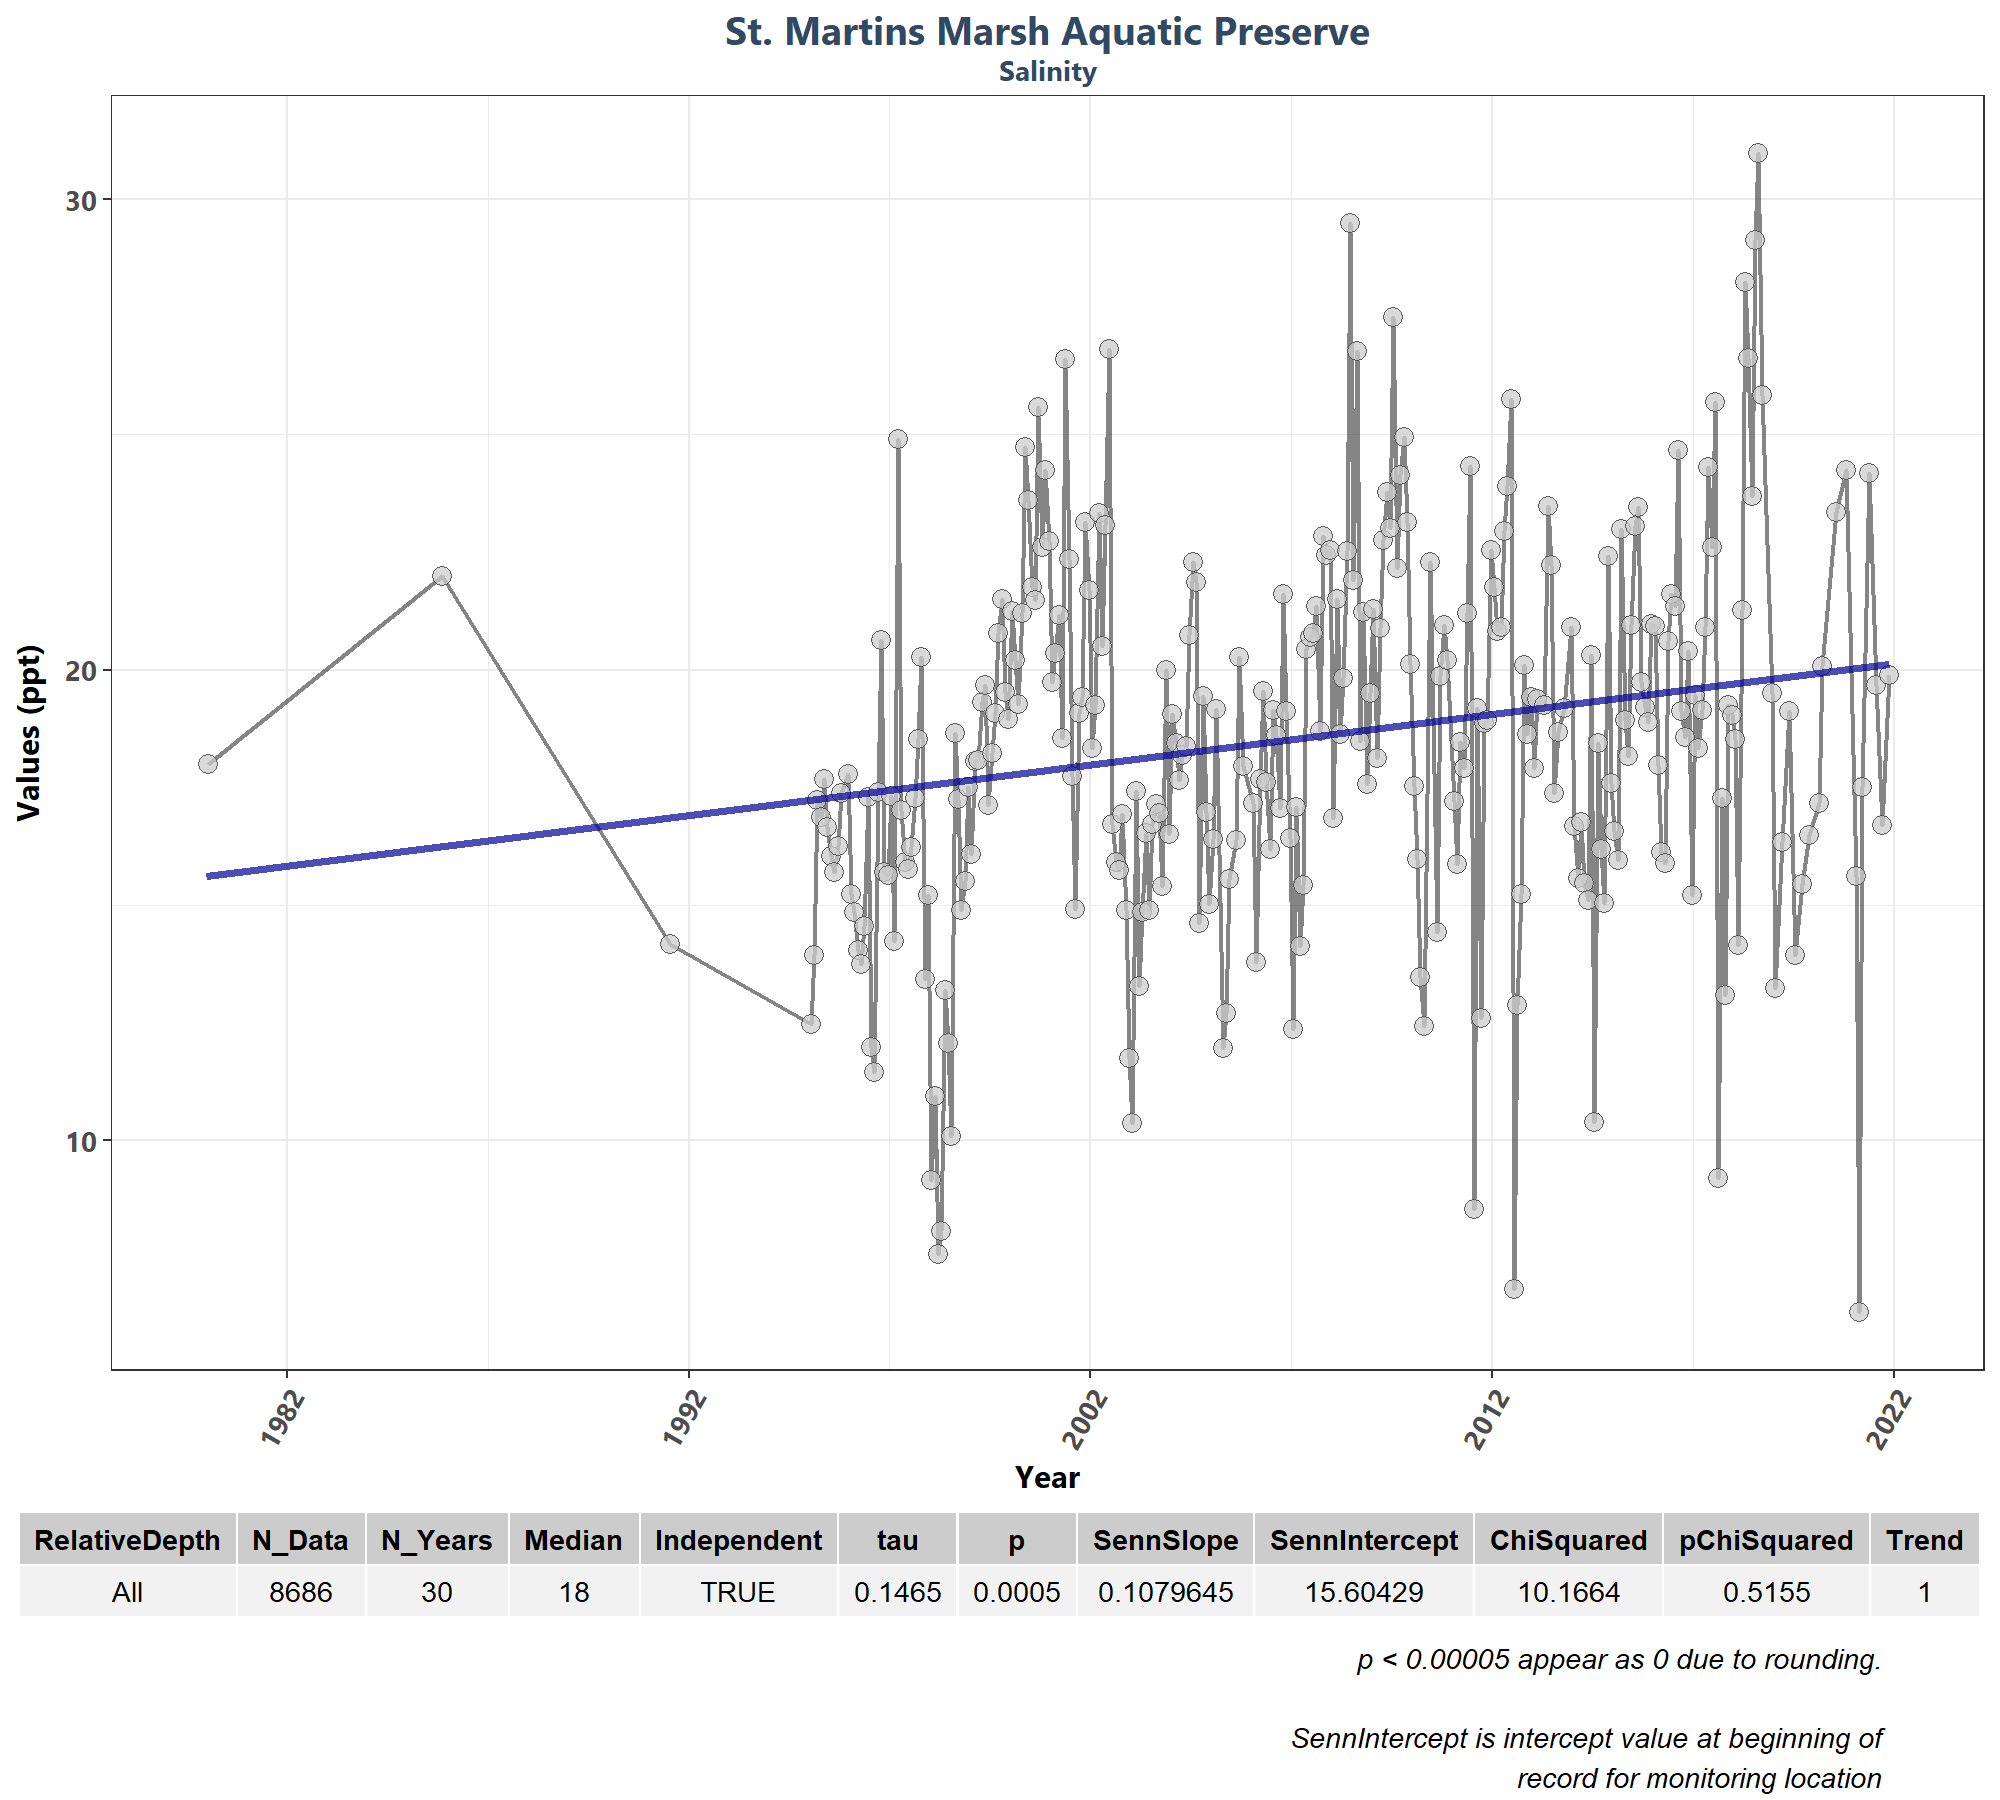 St. Martins Marsh Aquatic Preserve
Salinity
Values (ppt)
30
20
10
1982
1992
2002
2012
2022
Year
RelativeDepth N_Data N_Years Median Independent tau p SennSlope SennIntercept ChiSquared pChiSquared Trend
All 8686 30 18 TRUE 0.1465 0.0005 0.1079645 15.60429 10.1664 0.5155 1
p < 0.00005 appear as 0 due to rounding.
SennIntercept is intercept value at beginning of
record for monitoring location